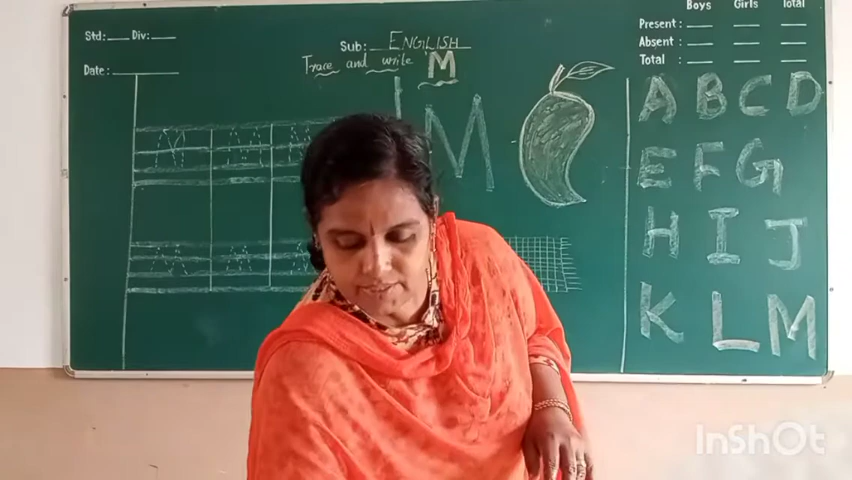 Std: Div:
Date:
Sub: ENGLISH
Trace and write 'M'
M
Boys Girls Total
Present:
Absent :
Total :
A B C D
E F G
H I J
K L M
InShOt